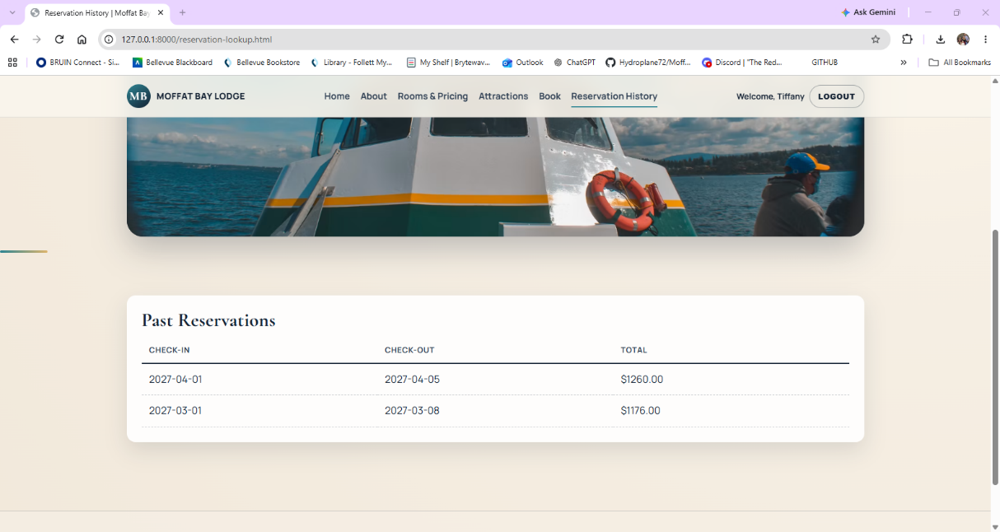 Reservation History | Moffat Bay
Ask Gemini
127.0.0.1:8000/reservation-lookup.html
BRUIN Connect - Si...
Bellevue Blackboard
Bellevue Bookstore
Library - Follett My...
My Shelf | Brytewav...
Outlook
ChatGPT
Hydroplane72/Moff...
Discord | "The Red...
GITHUB
»
All Bookmarks
MB MOFFAT BAY LODGE
Home About Rooms & Pricing Attractions Book Reservation History
Welcome, Tiffany LOGOUT
Past Reservations
CHECK-IN CHECK-OUT TOTAL
2027-04-01 2027-04-05 $1260.00
2027-03-01 2027-03-08 $1176.00